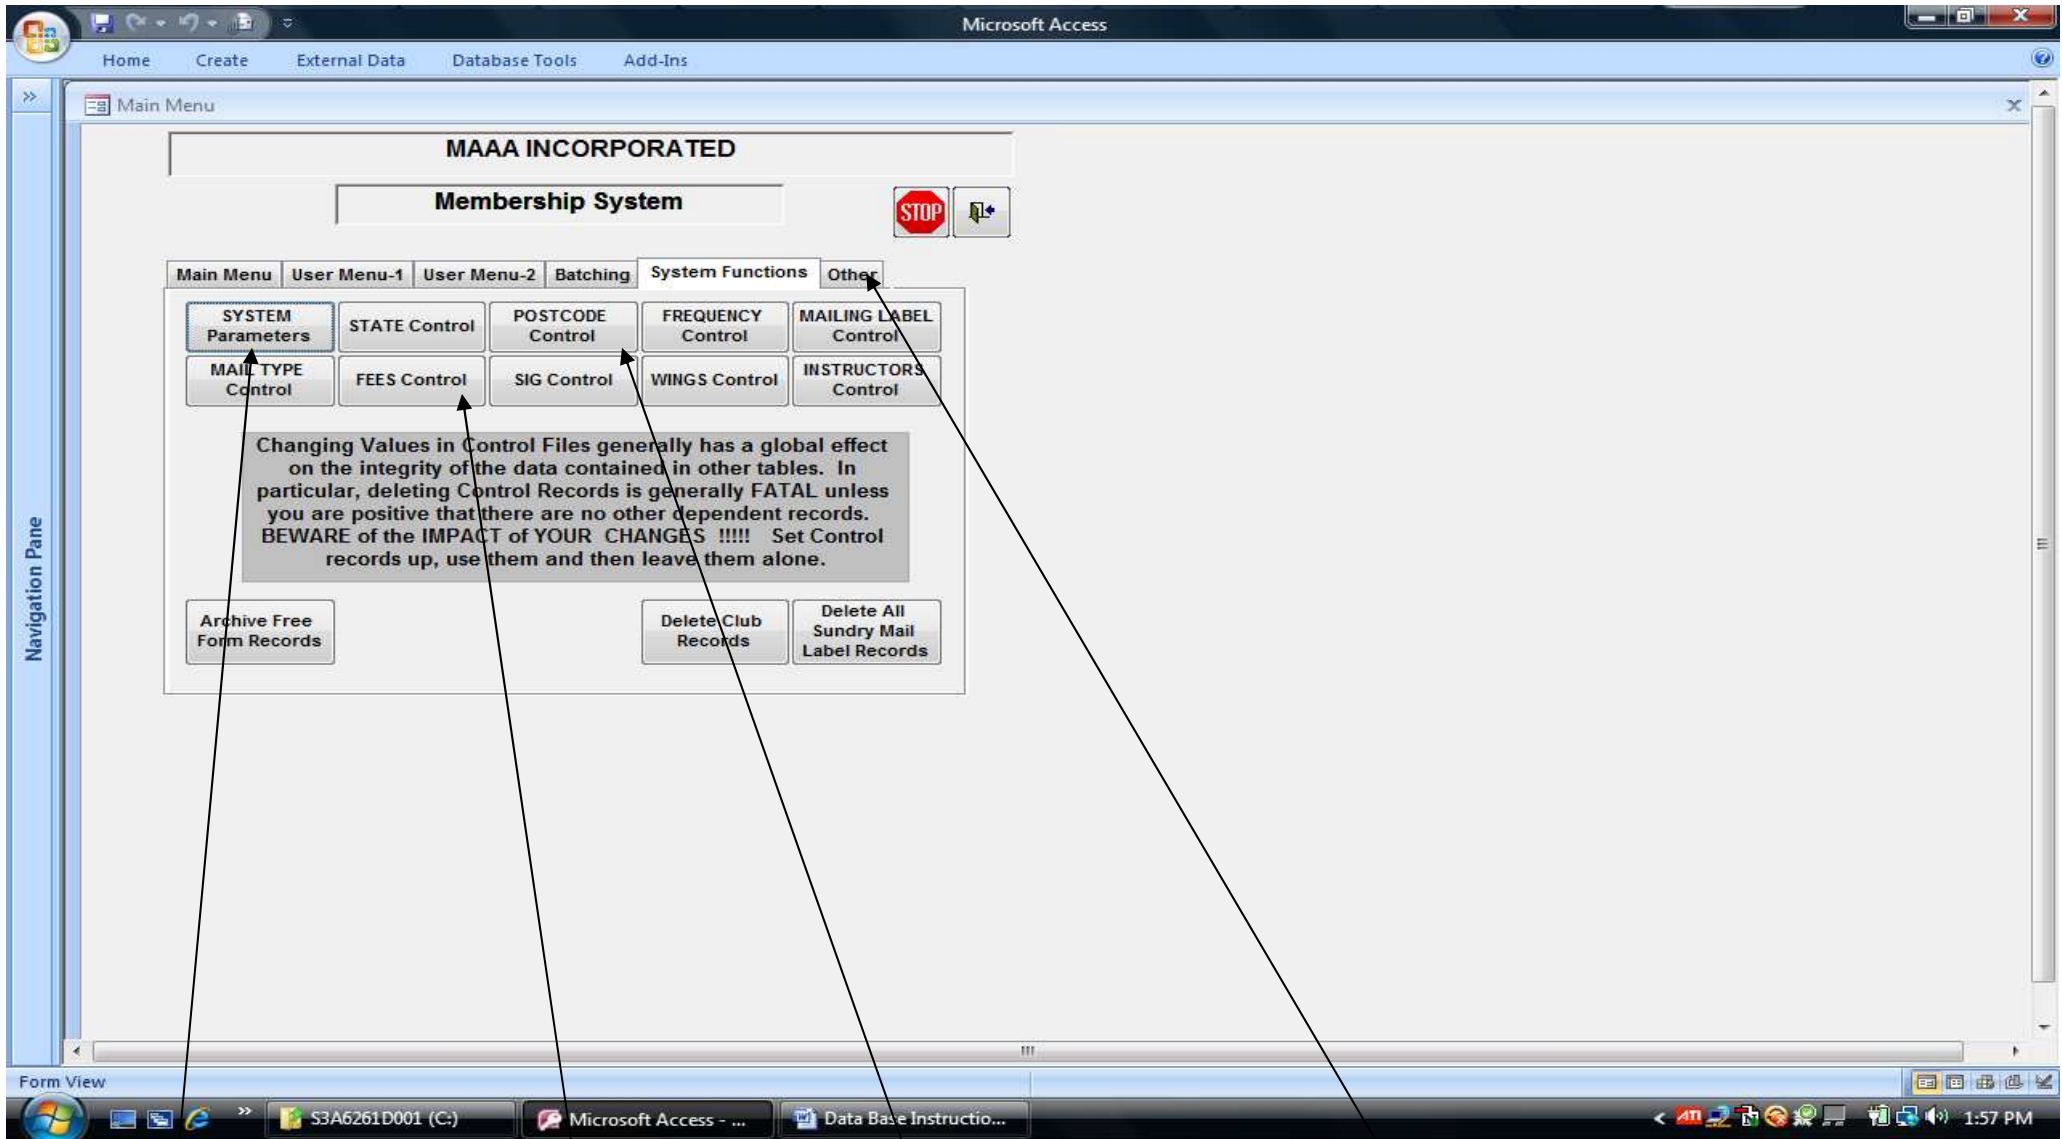 Microsoft Access
Home Create External Data Database Tools Add-Ins
Main Menu
MAAA INCORPORATED
Membership System
STOP
Main Menu User Menu-1 User Menu-2 Batching System Functions Other
SYSTEM
Parameters
STATE Control
POSTCODE
Control
FREQUENCY
Control
MAILING LABEL
Control
MAIL TYPE
Control
FEES Control
SIG Control
WINGS Control
INSTRUCTORS
Control
Changing Values in Control Files generally has a global effect
on the integrity of the data contained in other tables. In
particular, deleting Control Records is generally FATAL unless
you are positive that there are no other dependent records.
BEWARE of the IMPACT of YOUR CHANGES !!!!! Set Control
records up, use them and then leave them alone.
Archive Free
Form Records
Delete Club
Records
Delete All
Sundry Mail
Label Records
Navigation Pane
Form View
S3A6261D001 (C:) Microsoft Access - ... Data Base Instructio... ATI 1:57 PM